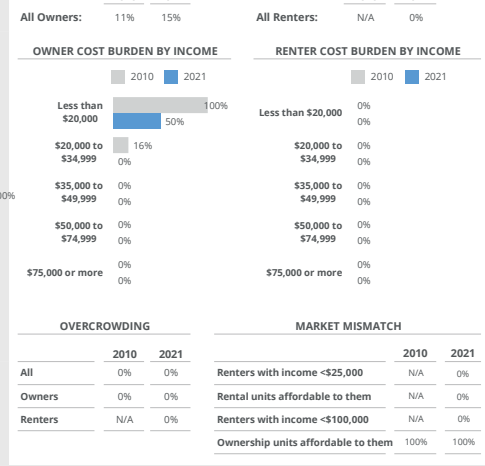 All Owners: 11% 15%
All Renters: N/A 0%
OWNER COST BURDEN BY INCOME
2010 2021
Less than $20,000 100%
50%
$20,000 to $34,999 16%
0%
$35,000 to $49,999 0%
0%
$50,000 to $74,999 0%
0%
$75,000 or more 0%
0%
RENTER COST BURDEN BY INCOME
2010 2021
Less than $20,000 0%
0%
$20,000 to $34,999 0%
0%
$35,000 to $49,999 0%
0%
$50,000 to $74,999 0%
0%
$75,000 or more 0%
0%
OVERCROWDING
2010 2021
All 0% 0%
Owners 0% 0%
Renters N/A 0%
MARKET MISMATCH
2010 2021
Renters with income <$25,000 N/A 0%
Rental units affordable to them N/A 0%
Renters with income <$100,000 N/A 0%
Ownership units affordable to them 100% 100%